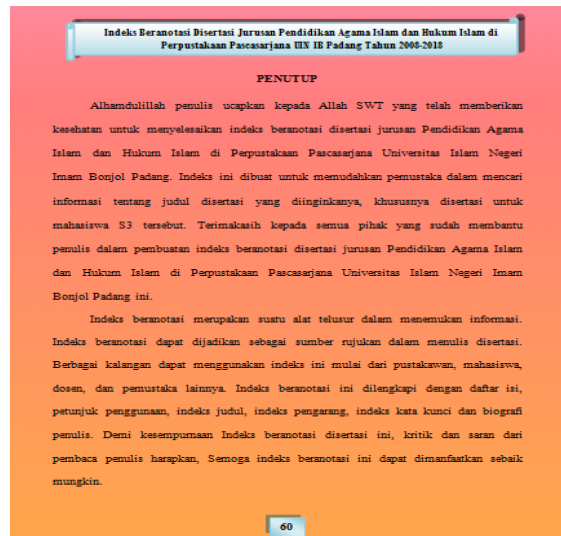 Indeks Beranotasi Disertasi Jurusan Pendidikan Agama Islam dan Hukum Islam di
Perpustakaan Pascasarjana UIN IB Padang Tahun 2008-2018
PENUTUP
Alhamdulillah penulis ucapkan kepada Allah SWT yang telah memberikan
kesehatan untuk menyelesaikan indeks beranotasi disertasi jurusan Pendidikan Agama
Islam dan Hukum Islam di Perpustakaan Pascasarjana Universitas Islam Negeri
Imam Bonjol Padang. Indeks ini dibuat untuk memudahkan pemustaka dalam mencari
informasi tentang judul disertasi yang diinginkanya, khususnya disertasi untuk
mahasiswa S3 tersebut. Terimakasih kepada semua pihak yang sudah membantu
penulis dalam pembuatan indeks beranotasi disertasi jurusan Pendidikan Agama Islam
dan Hukum Islam di Perpustakaan Pascasarjana Universitas Islam Negeri Imam
Bonjol Padang ini.
Indeks beranotasi merupakan suatu alat telusur dalam menemukan informasi.
Indeks beranotasi dapat dijadikan sebagai sumber rujukan dalam menulis disertasi.
Berbagai kalangan dapat menggunakan indeks ini mulai dari pustakawan, mahasiswa,
dosen, dan pemustaka lainnya. Indeks beranotasi ini dilengkapi dengan daftar isi,
petunjuk penggunaan, indeks judul, indeks pengarang, indeks kata kunci dan biografi
penulis. Demi kesempurnaan Indeks beranotasi disertasi ini, kritik dan saran dari
pembaca penulis harapkan, Semoga indeks beranotasi ini dapat dimanfaatkan sebaik
mungkin.
60